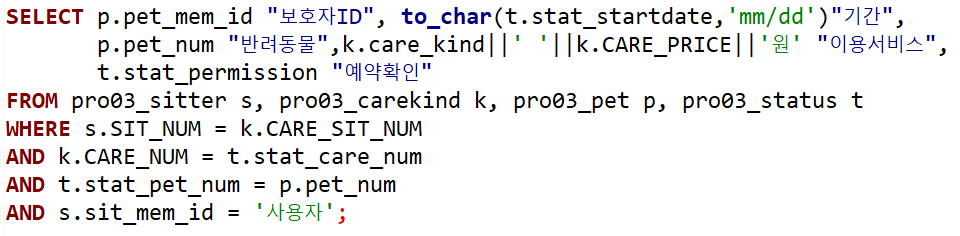 SELECT p.pet_mem_id "보호자ID", to_char(t.stat_startdate,'mm/dd')"기간",
p.pet_num "반려동물",k.care_kind||' '||k.CARE_PRICE||'원' "이용서비스",
t.stat_permission "예약확인"
FROM pro03_sitter s, pro03_carekind k, pro03_pet p, pro03_status t
WHERE s.SIT_NUM = k.CARE_SIT_NUM
AND k.CARE_NUM = t.stat_care_num
AND t.stat_pet_num = p.pet_num
AND s.sit_mem_id = '사용자';